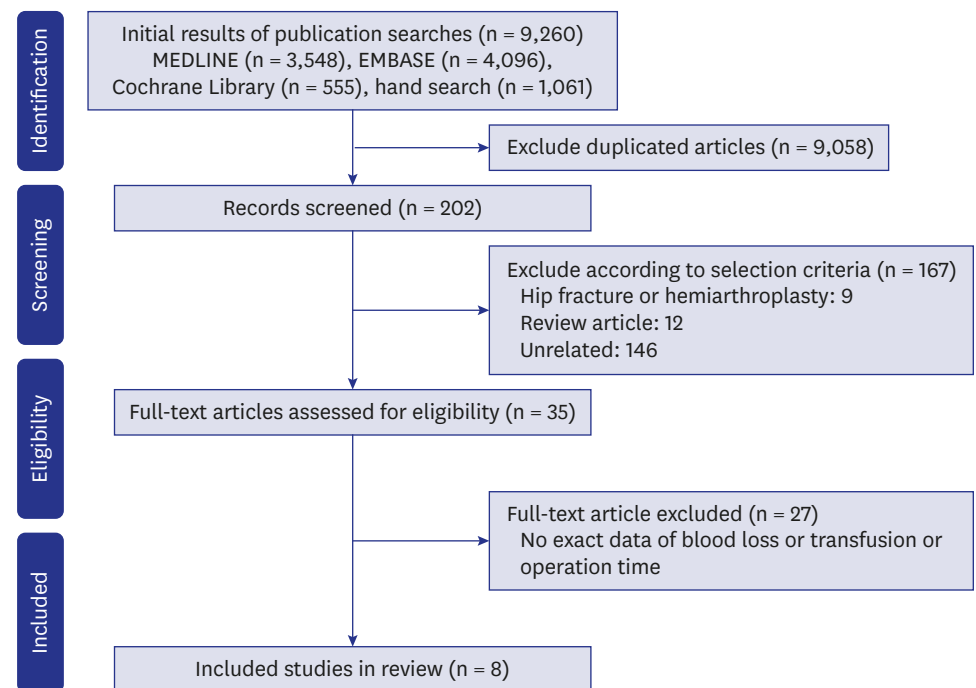 Identification
Initial results of publication searches (n = 9,260)
MEDLINE (n = 3,548), EMBASE (n = 4,096),
Cochrane Library (n = 555), hand search (n = 1,061)
Exclude duplicated articles (n = 9,058)
Screening
Records screened (n = 202)
Exclude according to selection criteria (n = 167)
Hip fracture or hemiarthroplasty: 9
Review article: 12
Unrelated: 146
Eligibility
Full-text articles assessed for eligibility (n = 35)
Full-text article excluded (n = 27)
No exact data of blood loss or transfusion or
operation time
Included
Included studies in review (n = 8)